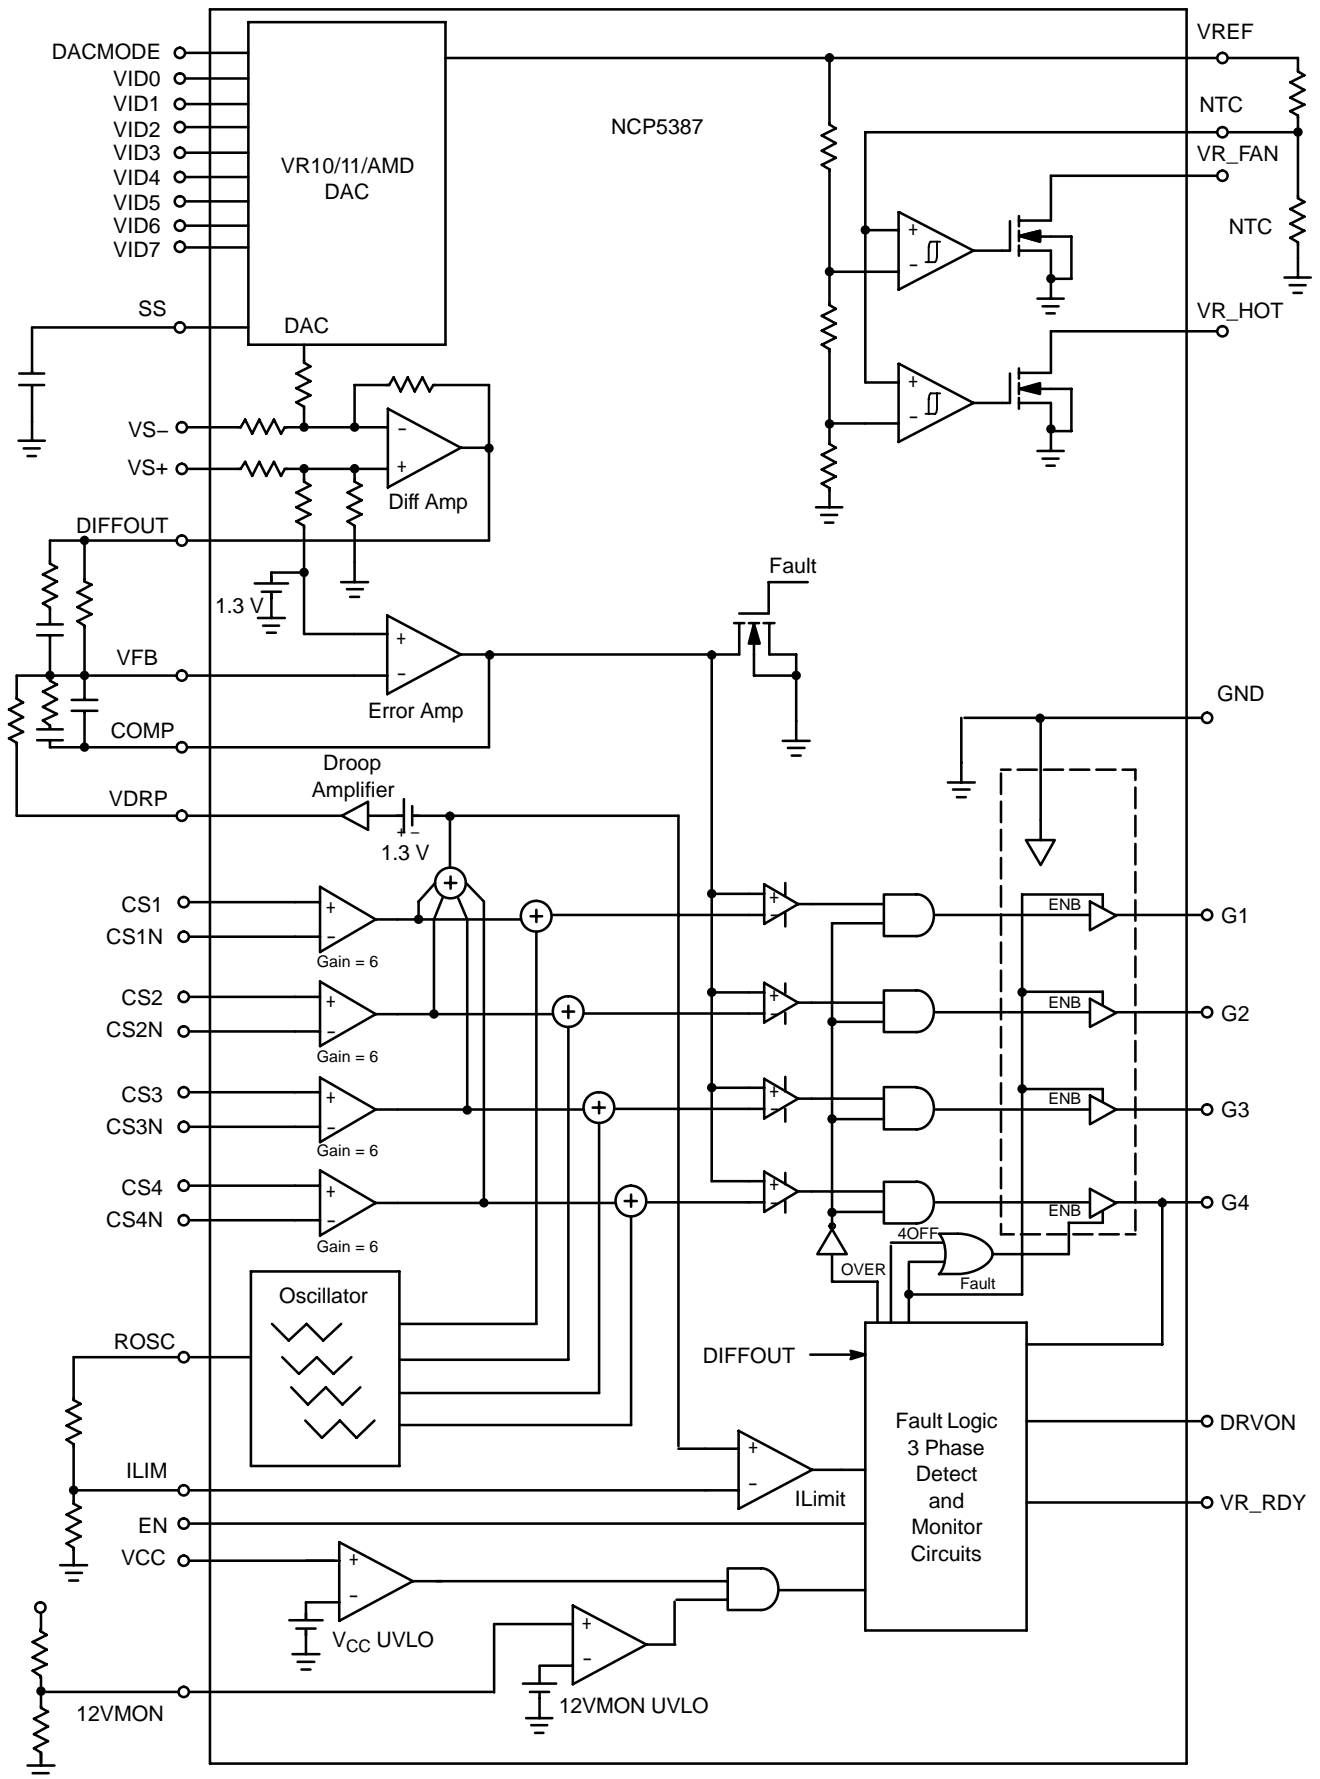 VREF
DACMODE
VID0
VID1
VID2
VID3
VID4
VID5
VID6
VID7
VR10/11/AMD
DAC
NCP5387
NTC
VR_FAN
NTC
+
−
SS
DAC
VR_HOT
+
−
VS−
−
VS+
+
Diff Amp
DIFFOUT
1.3 V
Fault
VFB
+
−
Error Amp
COMP
GND
Droop
Amplifier
VDRP
+ −
1.3 V
+
CS1
CS1N
+
−
Gain = 6
+
+
−
ENB
G1
CS2
CS2N
+
−
Gain = 6
+
+
−
ENB
G2
CS3
CS3N
+
−
Gain = 6
+
+
−
ENB
G3
CS4
CS4N
+
−
Gain = 6
+
+
−
ENB
G4
4OFF
OVER
Fault
Oscillator
ROSC
DIFFOUT
Fault Logic
3 Phase
Detect
and
Monitor
Circuits
DRVON
VR_RDY
ILIM
+
−
ILimit
EN
VCC
+
−
VCC UVLO
+
−
12VMON UVLO
12VMON